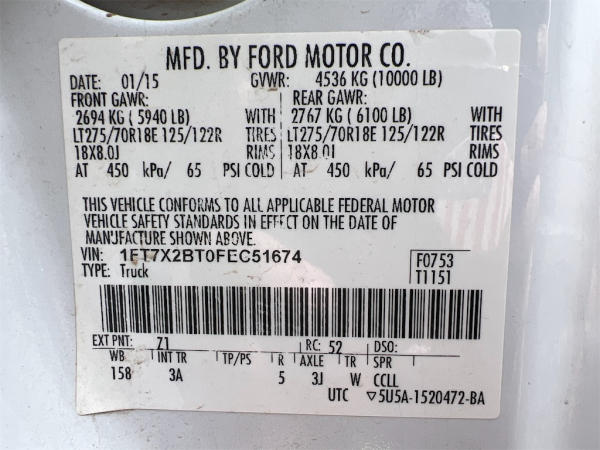 MFD. BY FORD MOTOR CO.
DATE: 01/15 GVWR: 4536 KG (10000 LB)
FRONT GAWR: REAR GAWR:
2694 KG ( 5940 LB) WITH 2767 KG ( 6100 LB) WITH
LT275/70R18E 125/122R TIRES LT275/70R18E 125/122R TIRES
18X8.0J RIMS 18X8.0J RIMS
AT 450 kPa/ 65 PSI COLD AT 450 kPa/ 65 PSI COLD
THIS VEHICLE CONFORMS TO ALL APPLICABLE FEDERAL MOTOR
VEHICLE SAFETY STANDARDS IN EFFECT ON THE DATE OF
MANUFACTURE SHOWN ABOVE.
VIN: 1FT7X2BT0FEC51674 F0753
TYPE: Truck T1151
EXT PNT: Z1 RC: 52 DSO:
WB INT TR TP/PS R AXLE TR SPR
158 3A 5 3J W CCLL
UTC ▽5U5A-1520472-BA